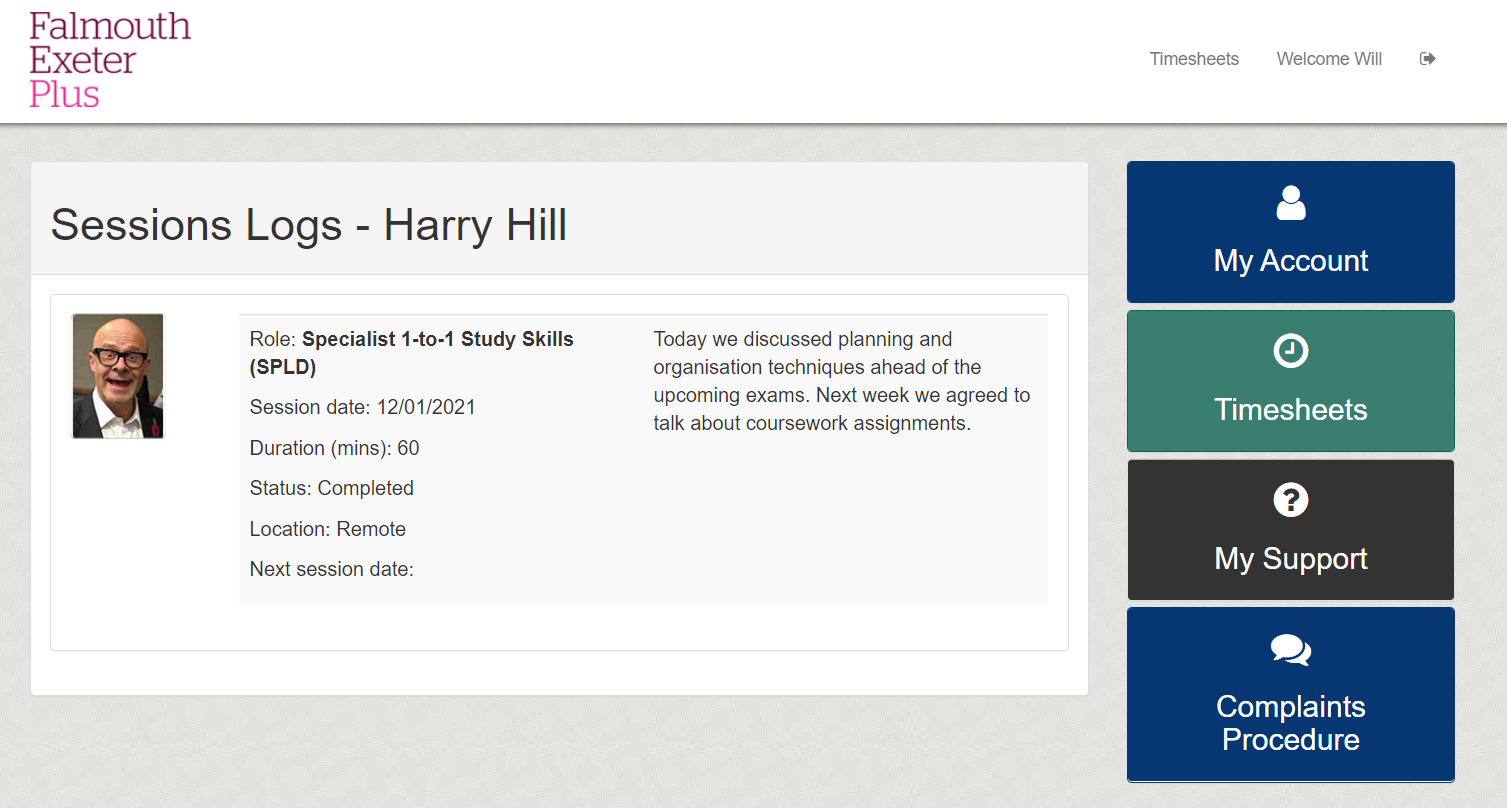 Falmouth
Exeter
Plus
Timesheets
Welcome Will
Sessions Logs - Harry Hill
Role: Specialist 1-to-1 Study Skills
(SPLD)
Session date: 12/01/2021
Duration (mins): 60
Status: Completed
Location: Remote
Next session date:
Today we discussed planning and
organisation techniques ahead of the
upcoming exams. Next week we agreed to
talk about coursework assignments.
My Account
Timesheets
My Support
Complaints
Procedure